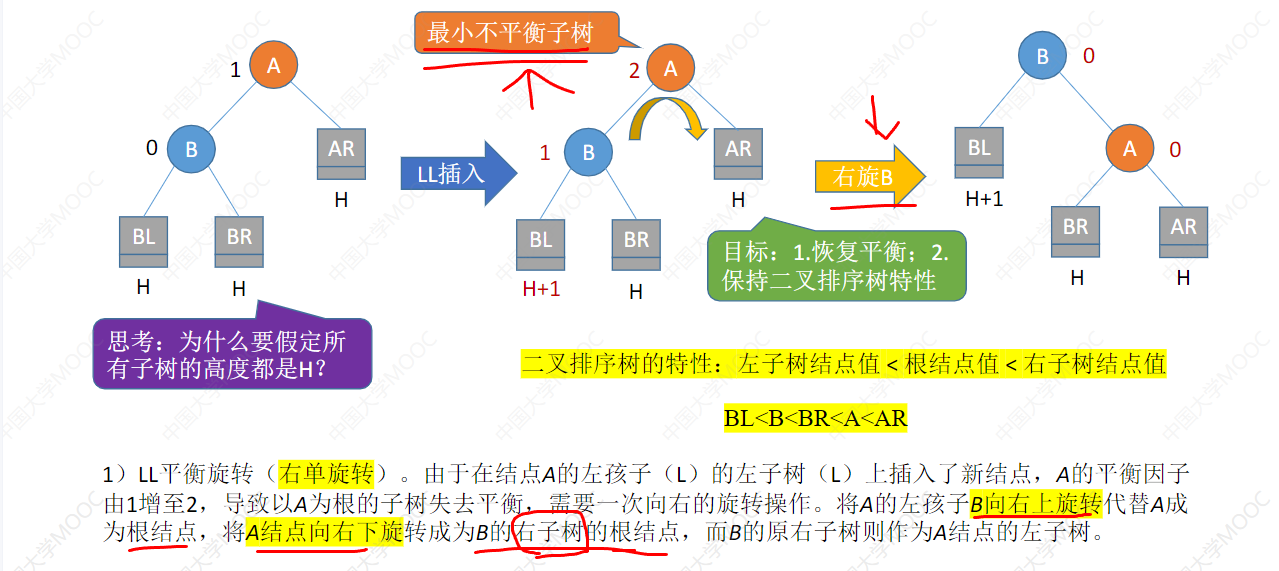 最小不平衡子树
A
1
B
0
AR
H
BL
H
BR
H
思考：为什么要假定所
有子树的高度都是H？
LL插入
A
2
B
1
AR
H
BL
H+1
BR
H
目标：1.恢复平衡；2.
保持二叉排序树特性
右旋B
B
0
BL
H+1
A
0
BR
H
AR
H
二叉排序树的特性：左子树结点值 < 根结点值 < 右子树结点值
BL<B<BR<A<AR
1）LL平衡旋转（右单旋转）。由于在结点A的左孩子（L）的左子树（L）上插入了新结点，A的平衡因子
由1增至2，导致以A为根的子树失去平衡，需要一次向右的旋转操作。将A的左孩子B向右上旋转代替A成
为根结点，将A结点向右下旋转成为B的右子树的根结点，而B的原右子树则作为A结点的左子树。
中国大学MOOC